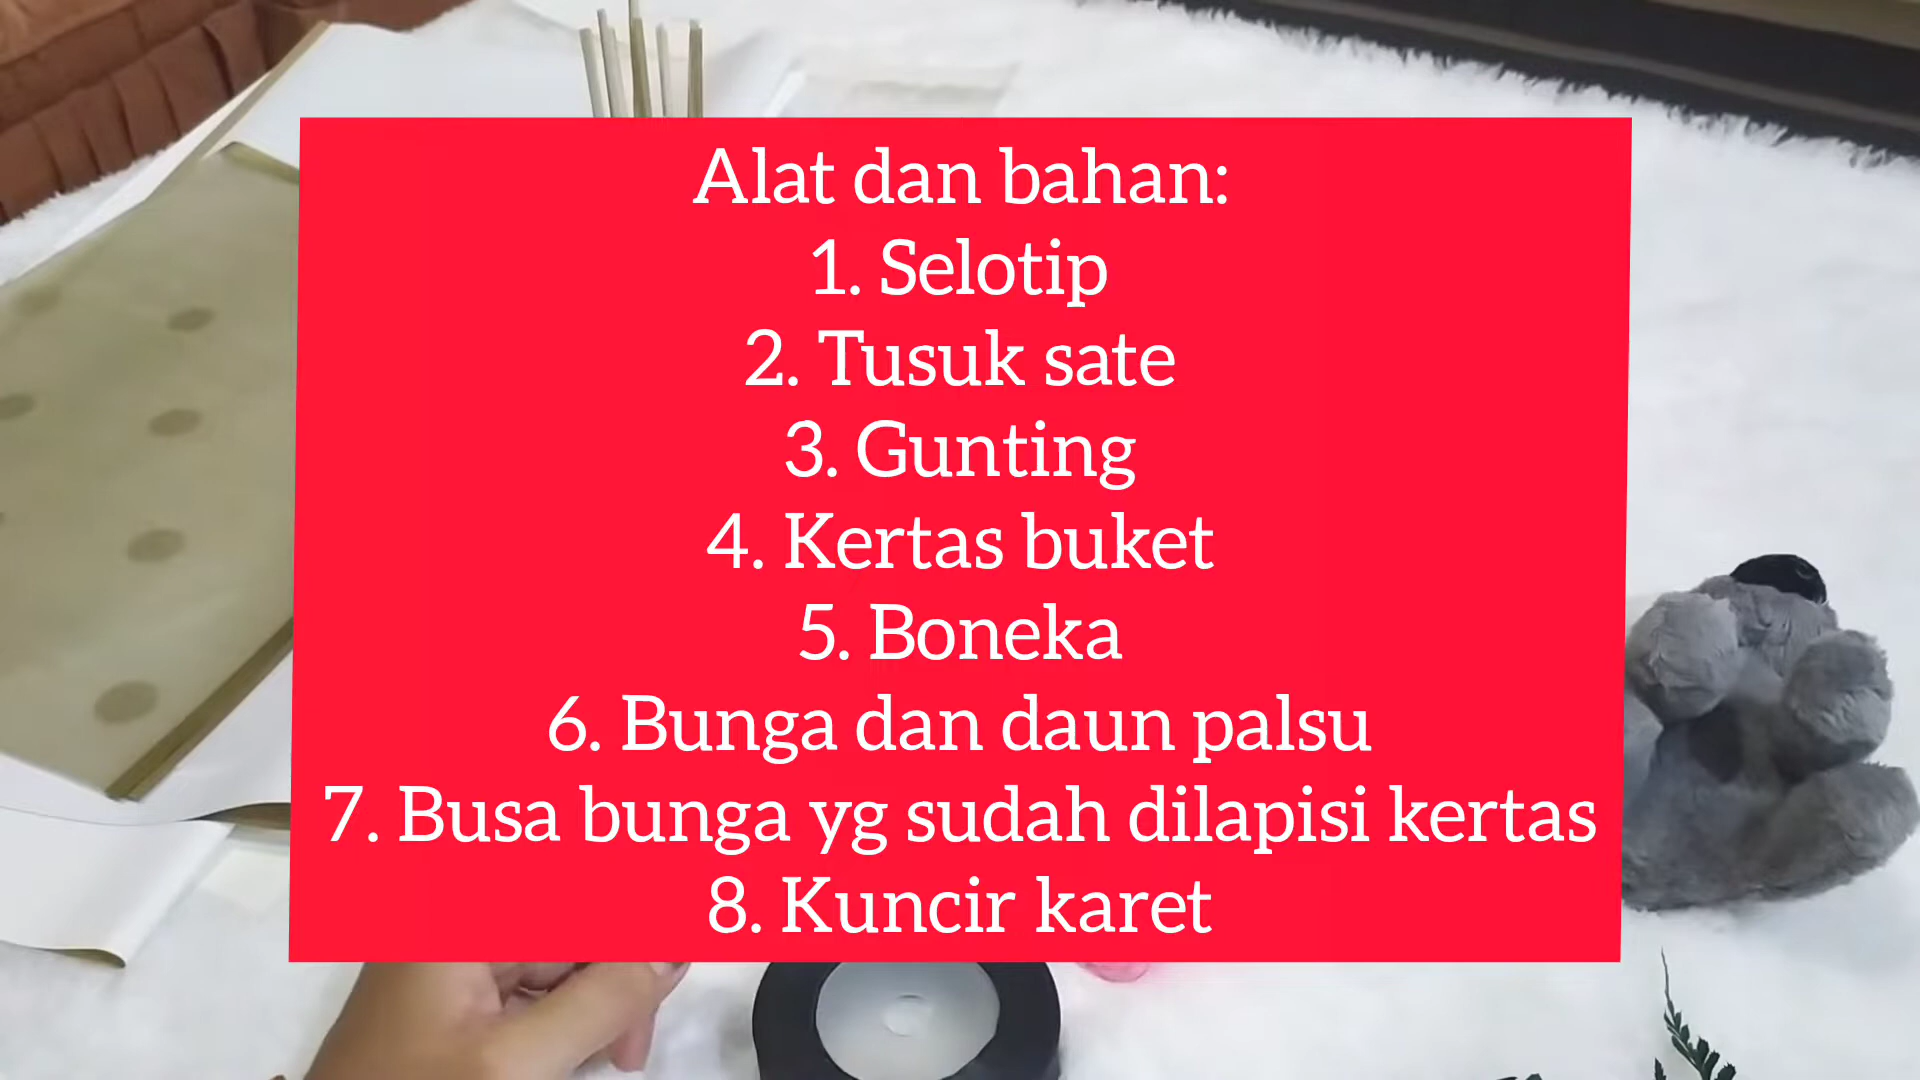 Alat dan bahan:
1. Selotip
2. Tusuk sate
3. Gunting
4. Kertas buket
5. Boneka
6. Bunga dan daun palsu
7. Busa bunga yg sudah dilapisi kertas
8. Kuncir karet